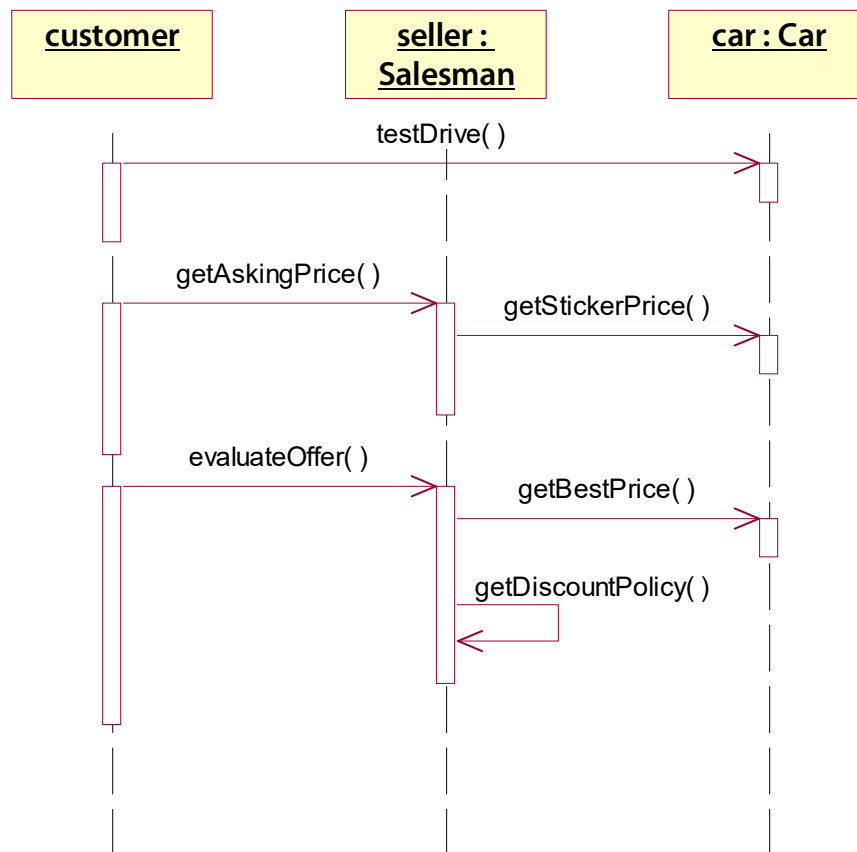 customer
seller :
Salesman
car : Car
testDrive( )
getAskingPrice( )
getStickerPrice( )
evaluateOffer( )
getBestPrice( )
getDiscountPolicy( )